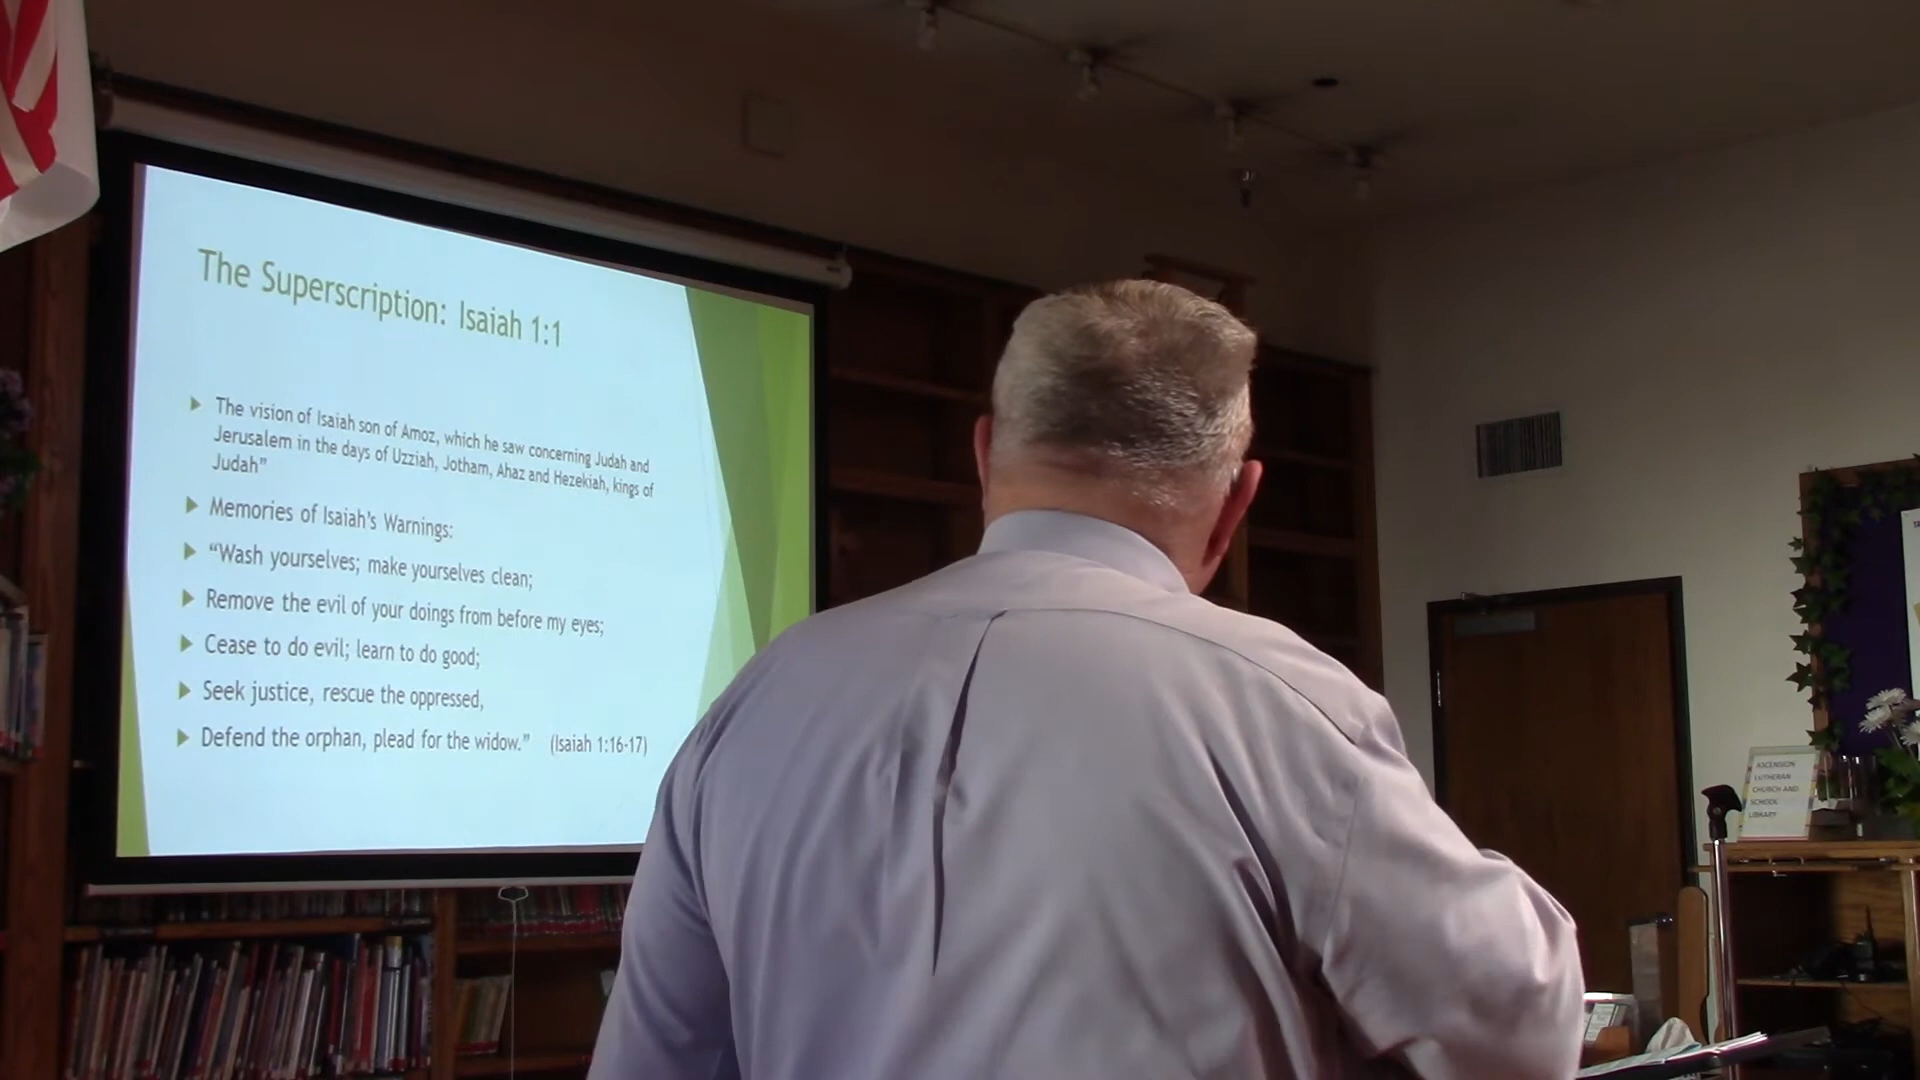 The Superscription: Isaiah 1:1
The vision of Isaiah son of Amoz, which he saw concerning Judah and
Jerusalem in the days of Uzziah, Jotham, Ahaz and Hezekiah, kings of
Judah”
Memories of Isaiah’s Warnings:
“Wash yourselves; make yourselves clean;
Remove the evil of your doings from before my eyes;
Cease to do evil; learn to do good;
Seek justice, rescue the oppressed,
Defend the orphan, plead for the widow.” (Isaiah 1:16-17)
ASCENSION
LUTHERAN
CHURCH AND
SCHOOL
LIBRARY